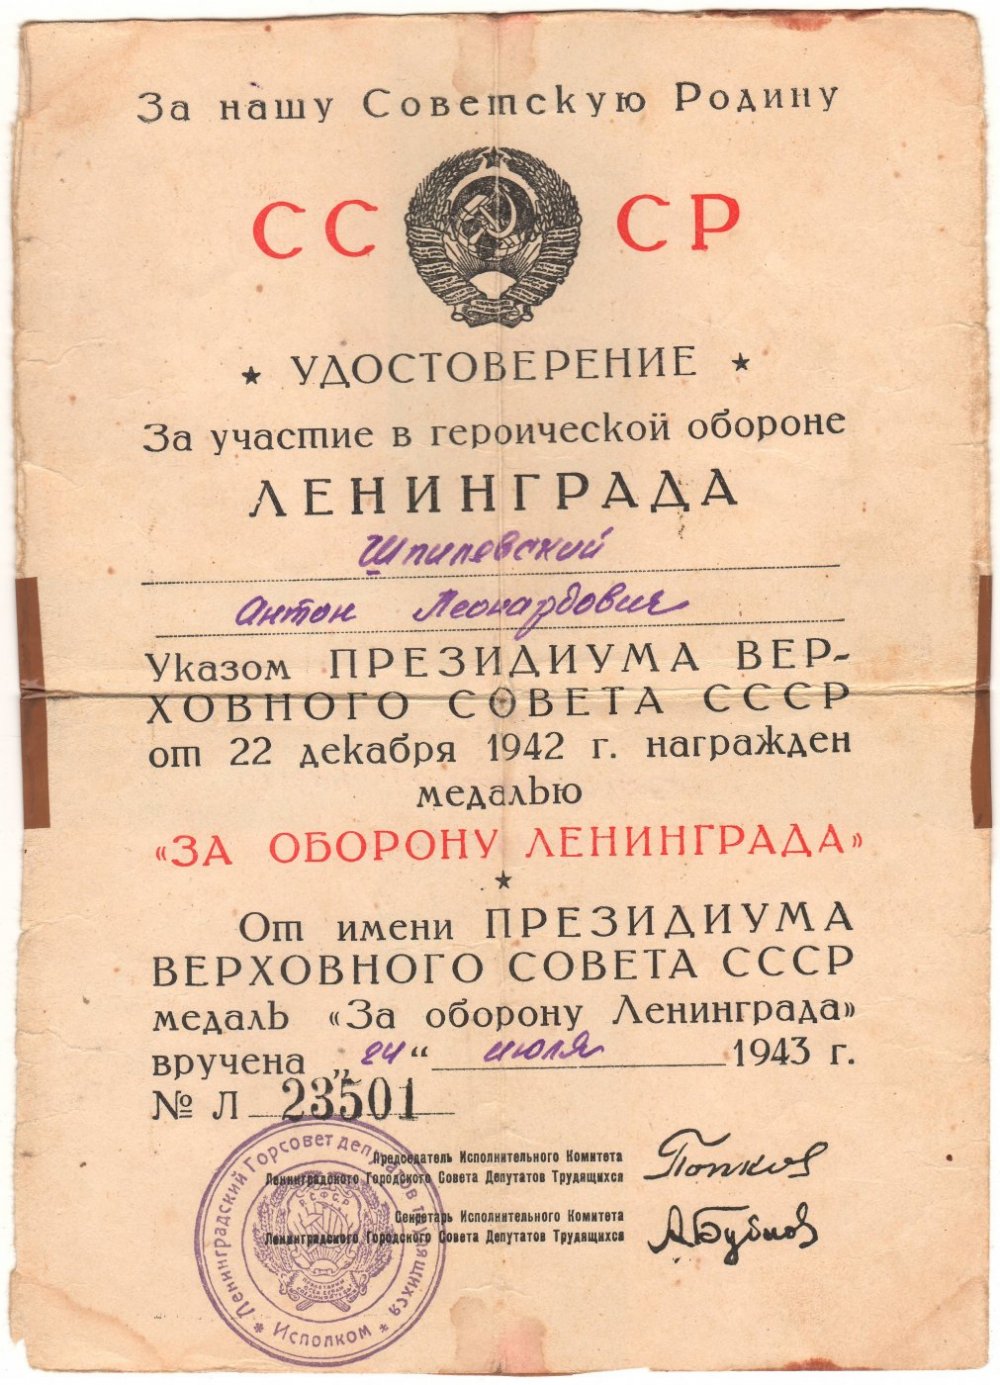 За нашу Советскую Родину
СССР
★ УДОСТОВЕРЕНИЕ ★
За участие в героической обороне
ЛЕНИНГРАДА
Шпилевский
Антон Леонардович
Указом ПРЕЗИДИУМА ВЕР-
ХОВНОГО СОВЕТА СССР
от 22 декабря 1942 г. награжден
медалью
«ЗА ОБОРОНУ ЛЕНИНГРАДА»
★
От имени ПРЕЗИДИУМА
ВЕРХОВНОГО СОВЕТА СССР
медаль «За оборону Ленинграда»
вручена „24“ июля 1943 г.
№ Л 23501
Председатель Исполнительного Комитета
Ленинградского Городского Совета Депутатов Трудящихся
Попков
Секретарь Исполнительного Комитета
Ленинградского Городского Совета Депутатов Трудящихся
А Бубнов
Ленинградский Горсовет депутатов трудящихся
* Исполком *
РСФСР